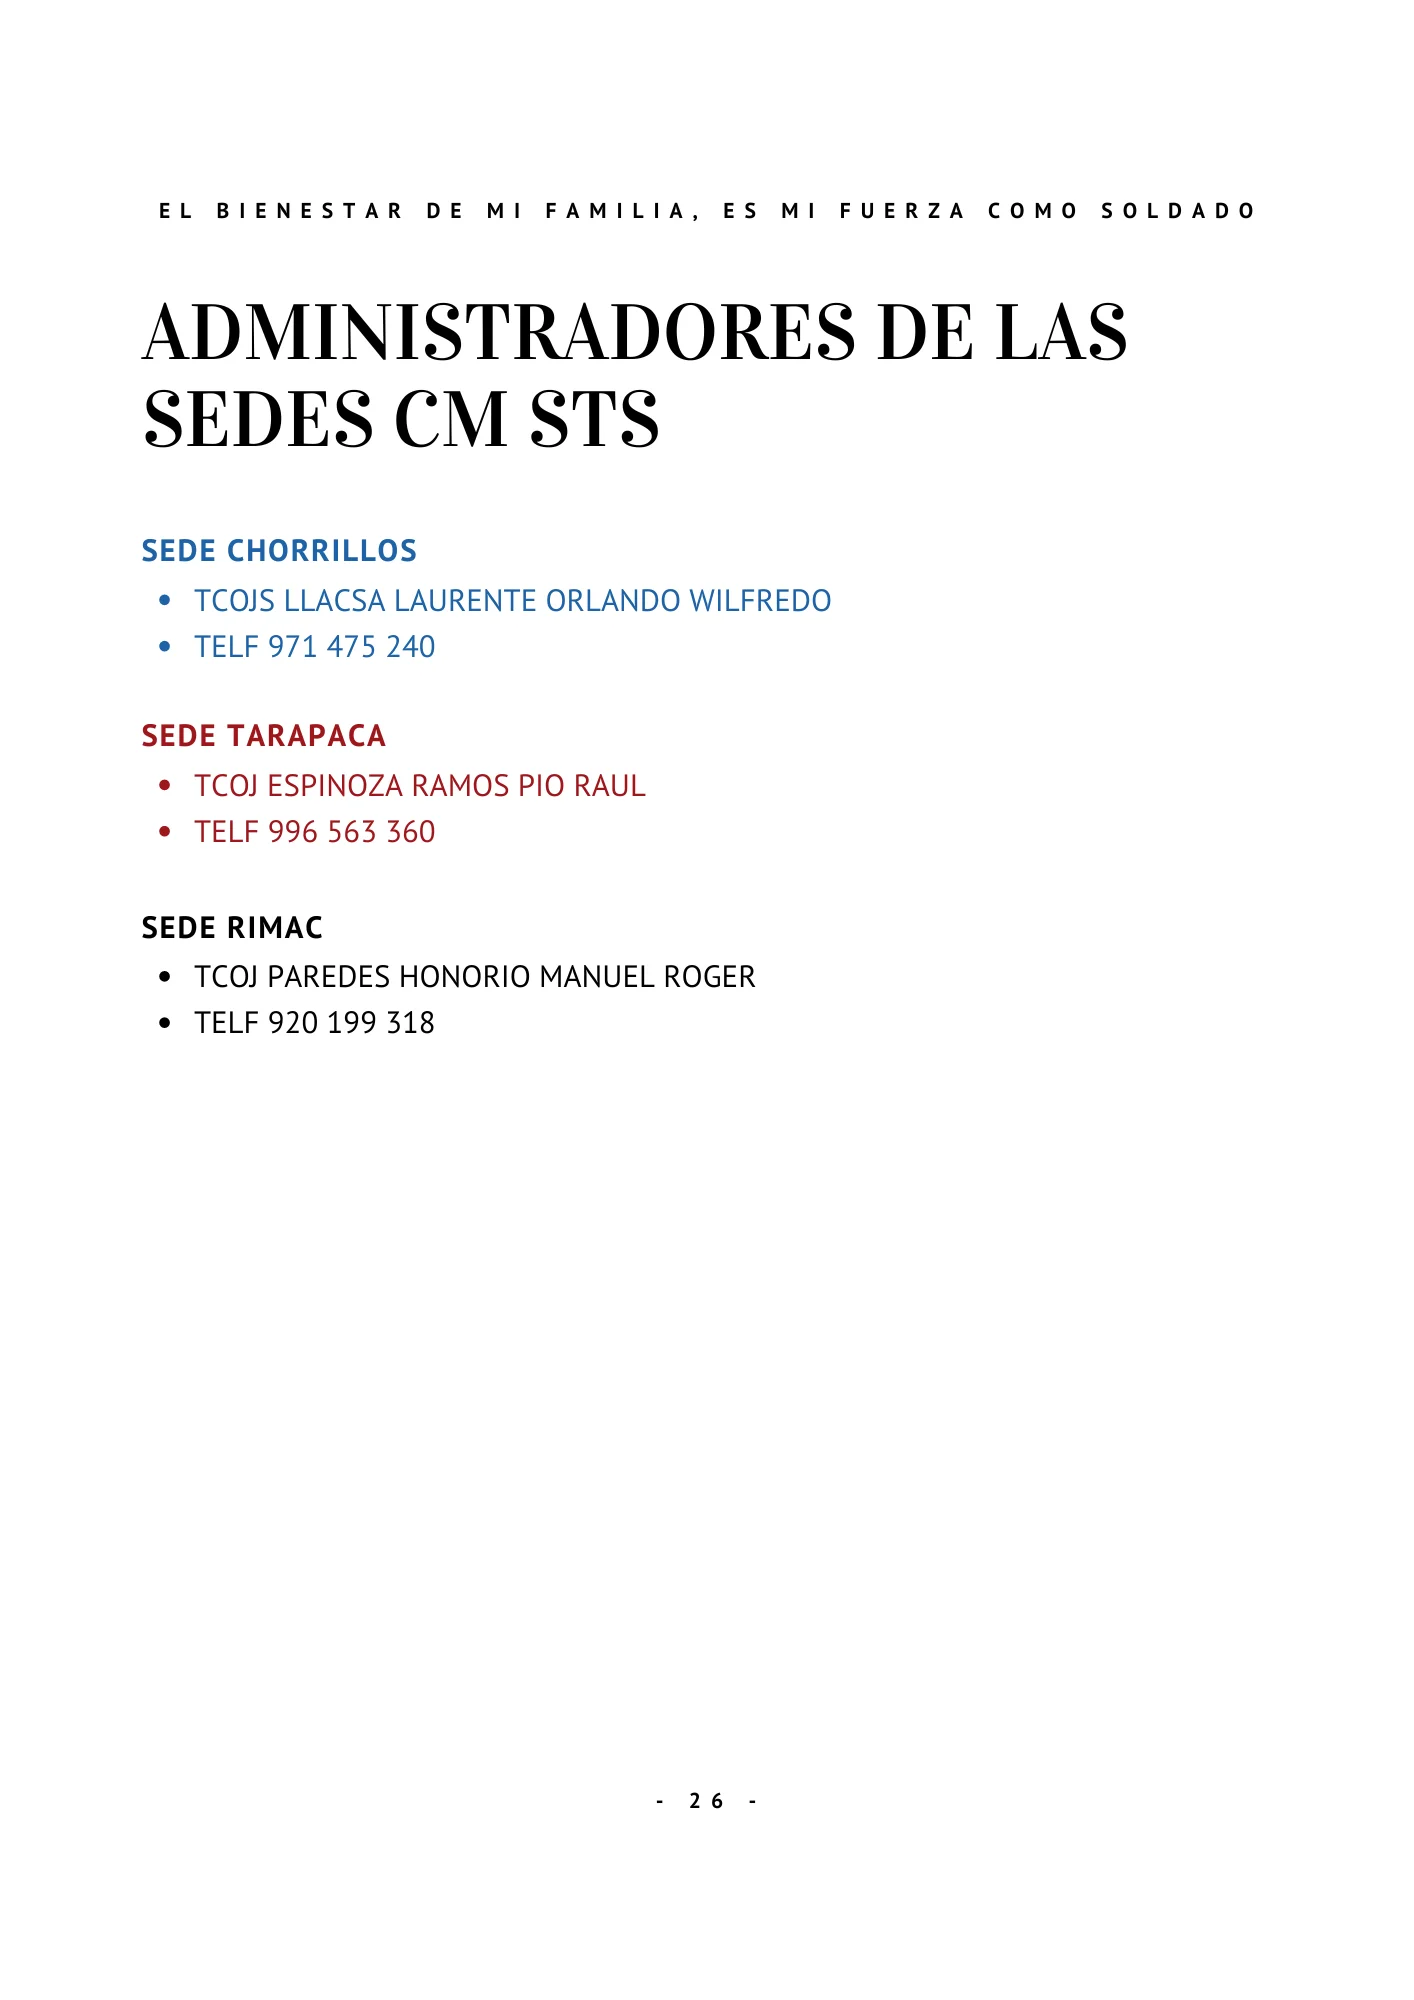 EL BIENESTAR DE MI FAMILIA, ES MI FUERZA COMO SOLDADO
ADMINISTRADORES DE LAS
SEDES CM STS
SEDE CHORRILLOS
• TCOJS LLACSA LAURENTE ORLANDO WILFREDO
• TELF 971 475 240
SEDE TARAPACA
• TCOJ ESPINOZA RAMOS PIO RAUL
• TELF 996 563 360
SEDE RIMAC
• TCOJ PAREDES HONORIO MANUEL ROGER
• TELF 920 199 318
- 26 -